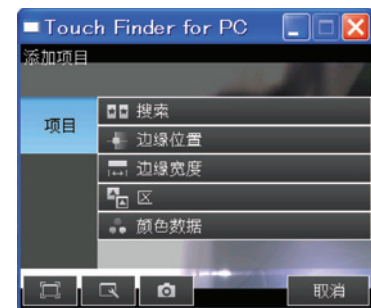 Touch Finder for PC
添加项目
项目
搜索
边缘位置
边缘宽度
区
颜色数据
取消